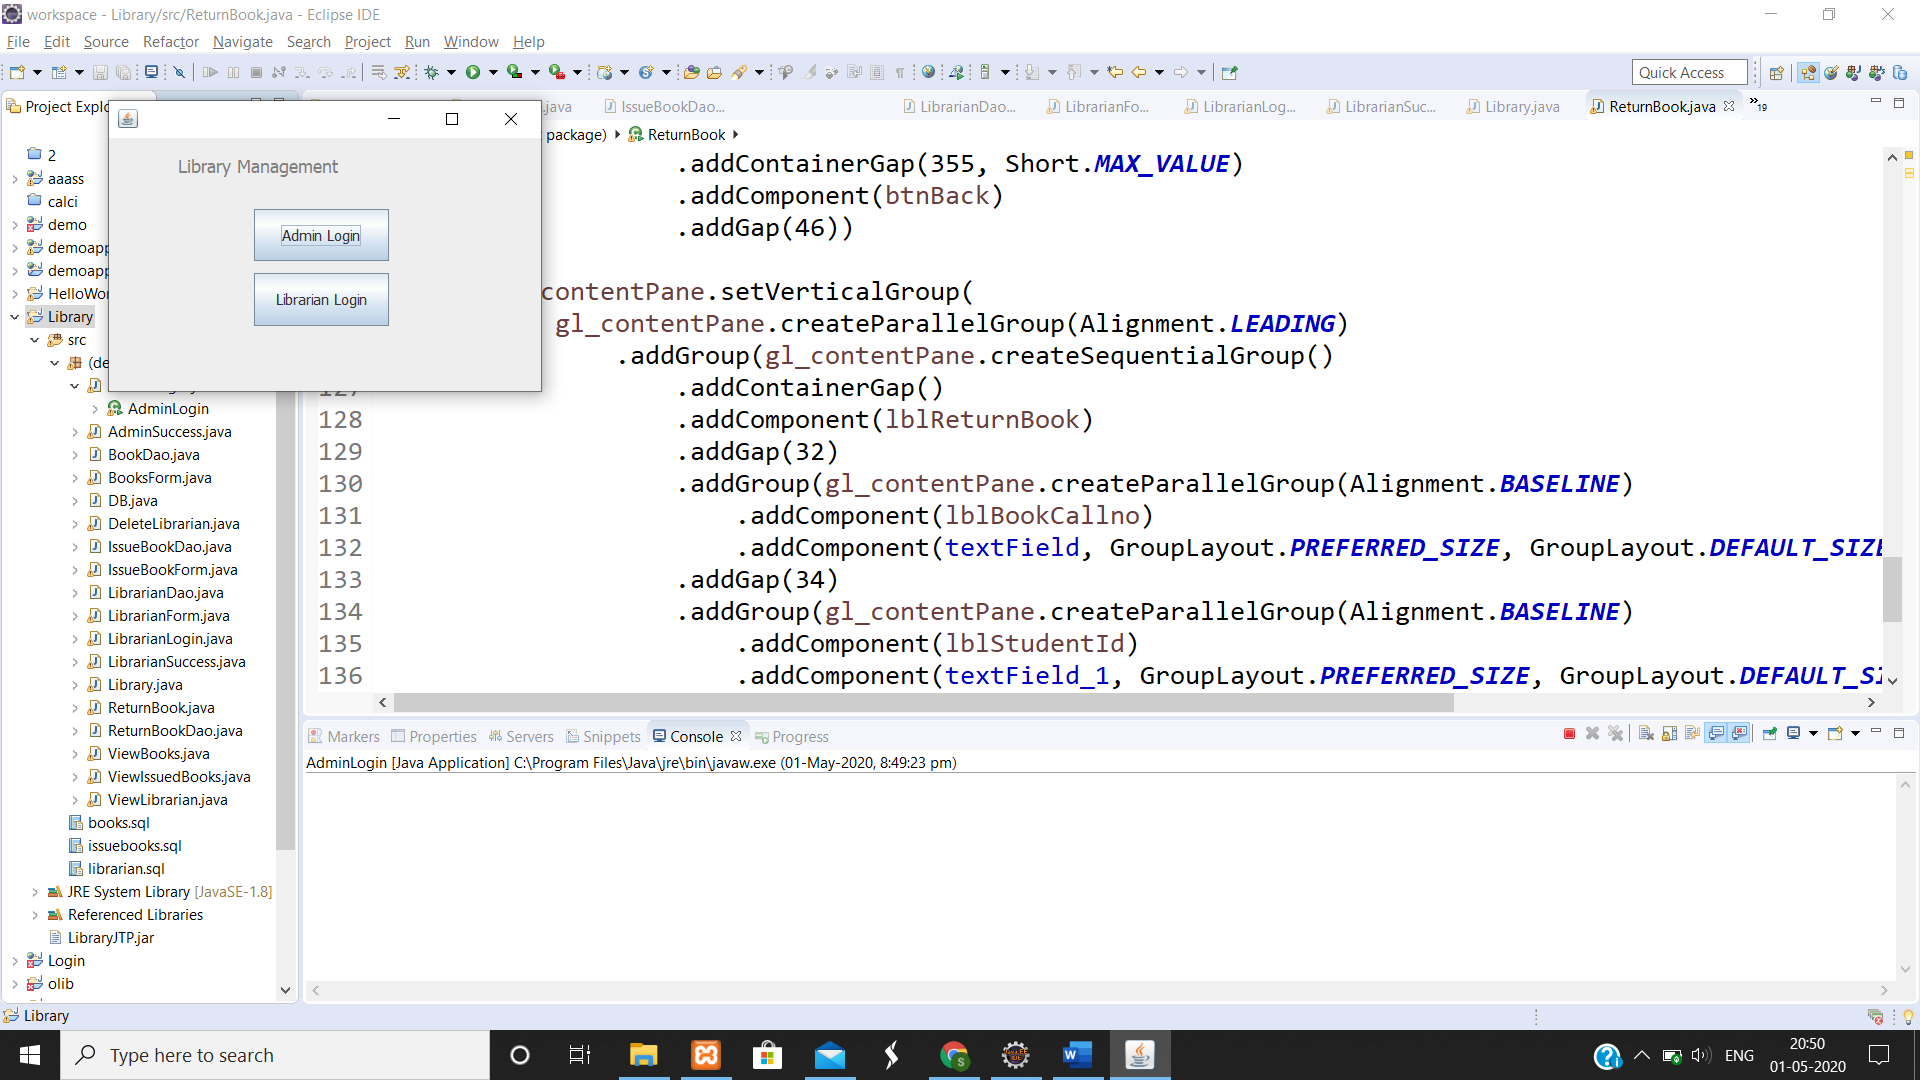 workspace - Library/src/ReturnBook.java - Eclipse IDE
File Edit Source Refactor Navigate Search Project Run Window Help
Quick Access
Project Explo
.java IssueBookDao... LibrarianDao... LibrarianFo... LibrarianLog... LibrarianSuc... Library.java ReturnBook.java 19
package) ReturnBook
Library Management
Admin Login
Librarian Login
2
aaass
calci
demo
demoapp
demoapp
HelloWor
Library
src
(de
AdminLogin
AdminSuccess.java
BookDao.java
BooksForm.java
DB.java
DeleteLibrarian.java
IssueBookDao.java
IssueBookForm.java
LibrarianDao.java
LibrarianForm.java
LibrarianLogin.java
LibrarianSuccess.java
Library.java
ReturnBook.java
ReturnBookDao.java
ViewBooks.java
ViewIssuedBooks.java
ViewLibrarian.java
books.sql
issuebooks.sql
librarian.sql
JRE System Library [JavaSE-1.8]
Referenced Libraries
LibraryJTP.jar
Login
olib
.addContainerGap(355, Short.MAX_VALUE)
.addComponent(btnBack)
.addGap(46))
contentPane.setVerticalGroup(
gl_contentPane.createParallelGroup(Alignment.LEADING)
.addGroup(gl_contentPane.createSequentialGroup()
127 .addContainerGap()
128 .addComponent(lblReturnBook)
129 .addGap(32)
130 .addGroup(gl_contentPane.createParallelGroup(Alignment.BASELINE)
131 .addComponent(lblBookCallno)
132 .addComponent(textField, GroupLayout.PREFERRED_SIZE, GroupLayout.DEFAULT_SIZE
133 .addGap(34)
134 .addGroup(gl_contentPane.createParallelGroup(Alignment.BASELINE)
135 .addComponent(lblStudentId)
136 .addComponent(textField_1, GroupLayout.PREFERRED_SIZE, GroupLayout.DEFAULT_SI
Markers Properties Servers Snippets Console Progress
AdminLogin [Java Application] C:\Program Files\Java\jre\bin\javaw.exe (01-May-2020, 8:49:23 pm)
Library
Type here to search
ENG
20:50
01-05-2020